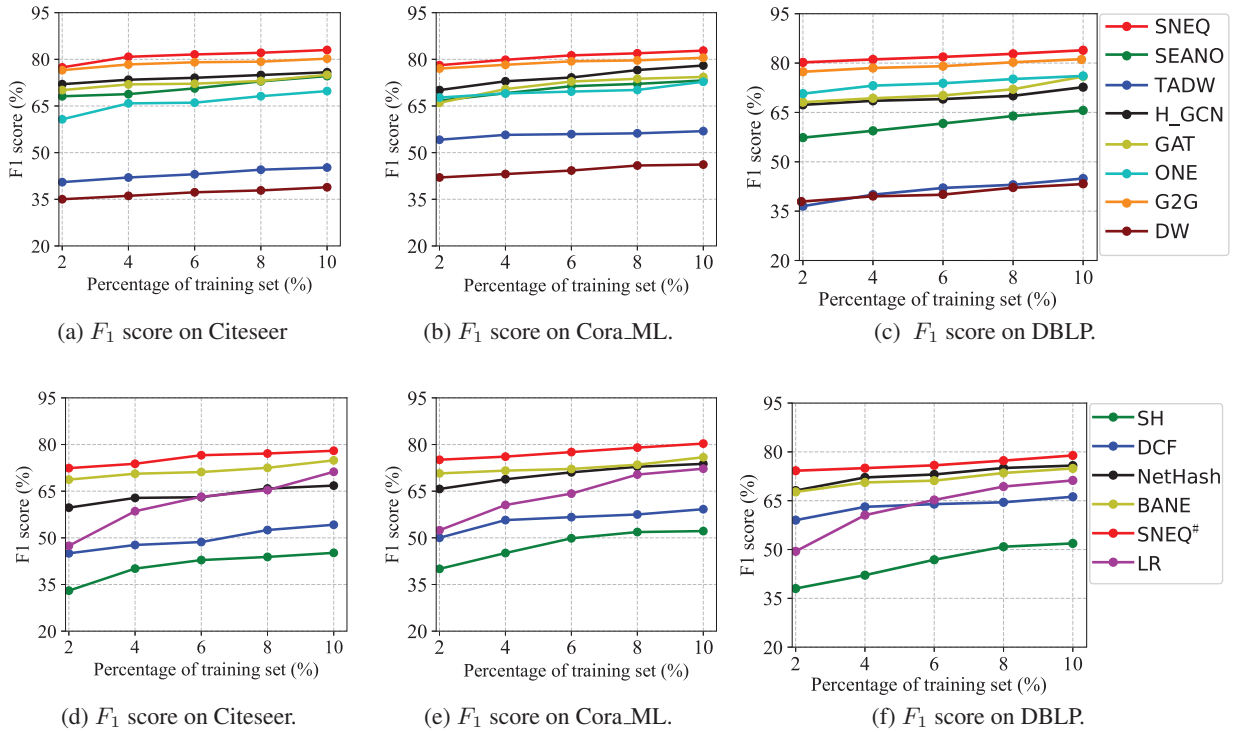 95
80
65
50
35
20
F1 score (%)
2 4 6 8 10
Percentage of training set (%)
(a) F1 score on Citeseer
95
80
65
50
35
20
F1 score (%)
2 4 6 8 10
Percentage of training set (%)
(b) F1 score on Cora_ML.
95
80
65
50
35
20
F1 score (%)
2 4 6 8 10
Percentage of training set (%)
(c) F1 score on DBLP.
SNEQ
SEANO
TADW
H_GCN
GAT
ONE
G2G
DW
95
80
65
50
35
20
F1 score (%)
2 4 6 8 10
Percentage of training set (%)
(d) F1 score on Citeseer.
95
80
65
50
35
20
F1 score (%)
2 4 6 8 10
Percentage of training set (%)
(e) F1 score on Cora_ML.
95
80
65
50
35
20
F1 score (%)
2 4 6 8 10
Percentage of training set (%)
(f) F1 score on DBLP.
SH
DCF
NetHash
BANE
SNEQ#
LR